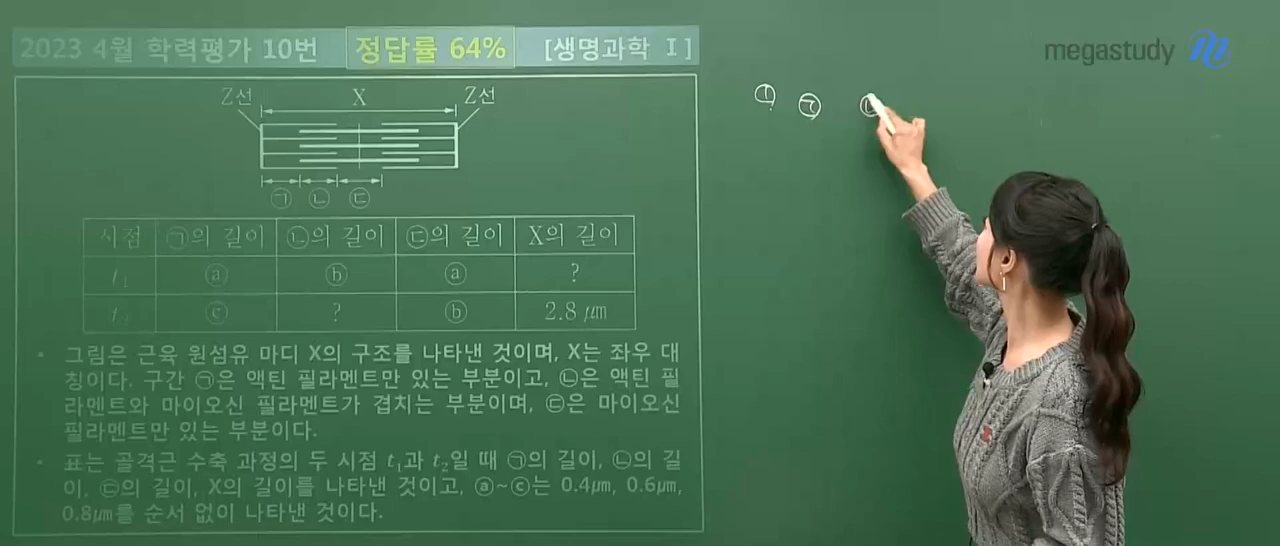 2023 4월 학력평가 10번 정답률 64% [생명과학 Ⅰ]
megastudy
Z선 X Z선
㉠ ㉡ ㉢
시점 ㉠의 길이 ㉡의 길이 ㉢의 길이 X의 길이
t₁ ⓐ ⓑ ⓐ ?
t₂ ⓒ ? ⓑ 2.8 ㎛
• 그림은 근육 원섬유 마디 X의 구조를 나타낸 것이며, X는 좌우 대
칭이다. 구간 ㉠은 액틴 필라멘트만 있는 부분이고, ㉡은 액틴 필
라멘트와 마이오신 필라멘트가 겹치는 부분이며, ㉢은 마이오신
필라멘트만 있는 부분이다.
• 표는 골격근 수축 과정의 두 시점 t₁과 t₂일 때 ㉠의 길이, ㉡의 길
이, ㉢의 길이, X의 길이를 나타낸 것이고, ⓐ~ⓒ는 0.4㎛, 0.6㎛,
0.8㎛를 순서 없이 나타낸 것이다.